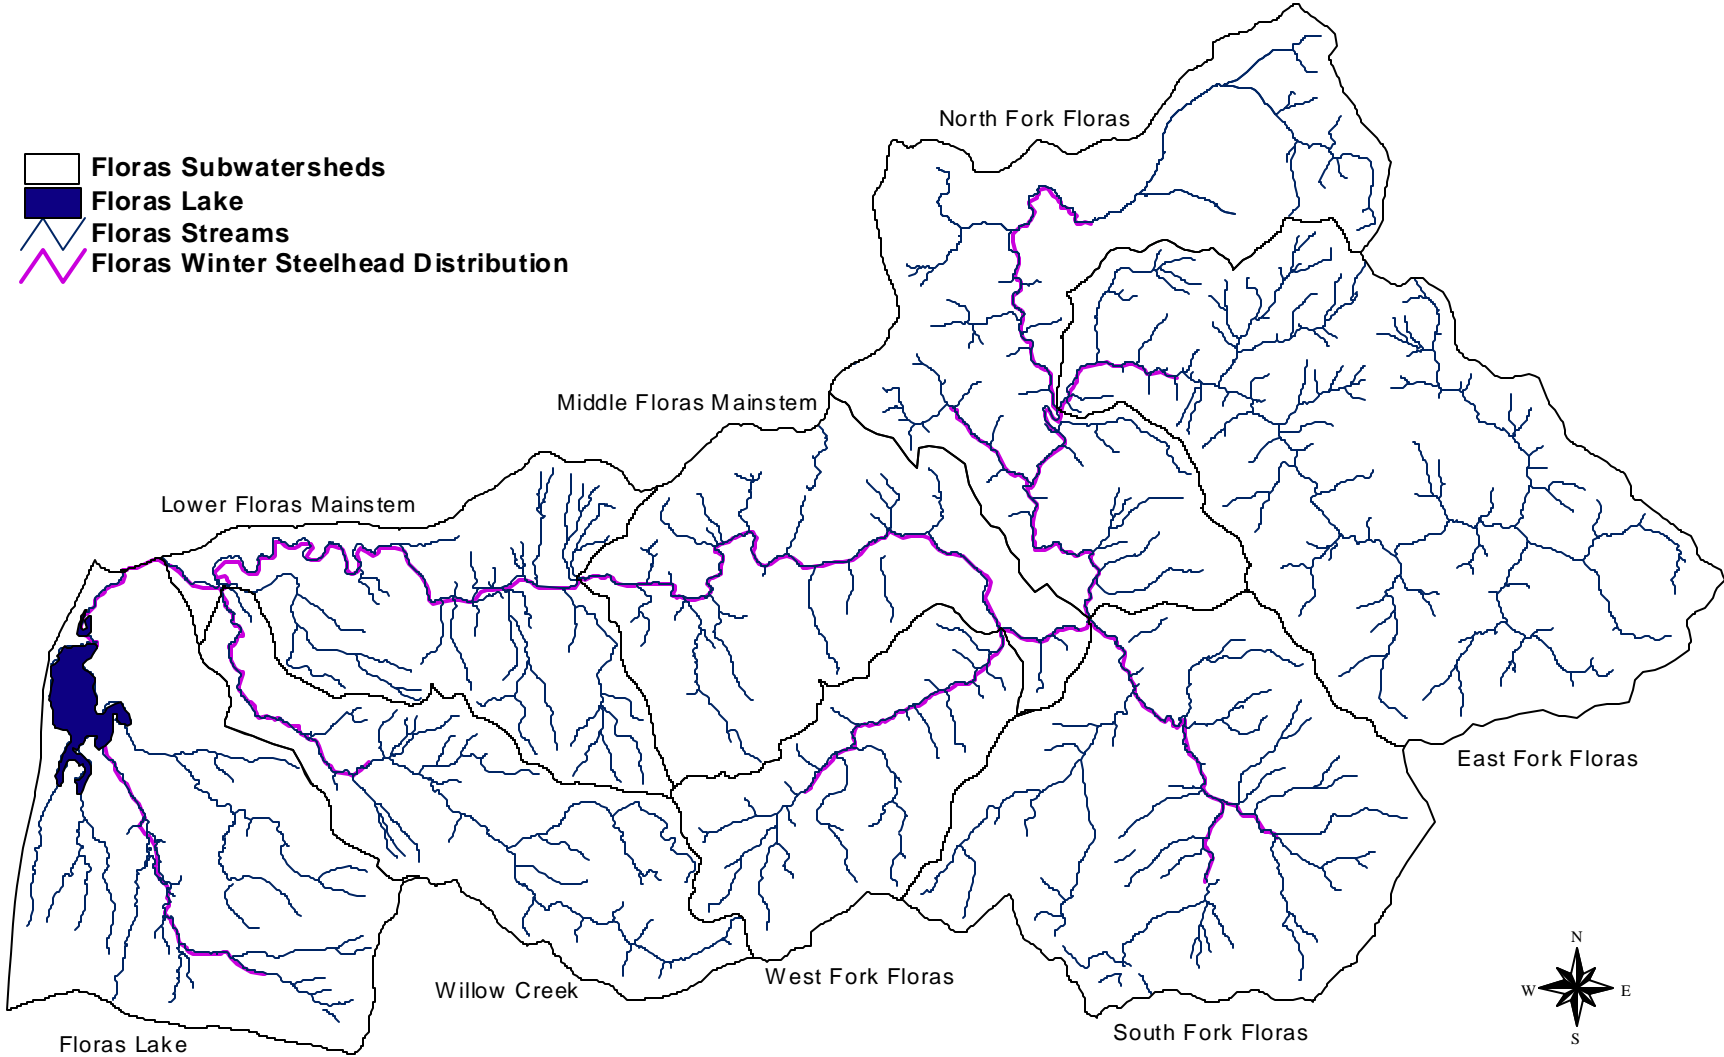 North Fork Floras
Floras Subwatersheds
Floras Lake
Floras Streams
Floras Winter Steelhead Distribution
Middle Floras Mainstem
Lower Floras Mainstem
East Fork Floras
West Fork Floras
Willow Creek
South Fork Floras
Floras Lake
N
W
E
S